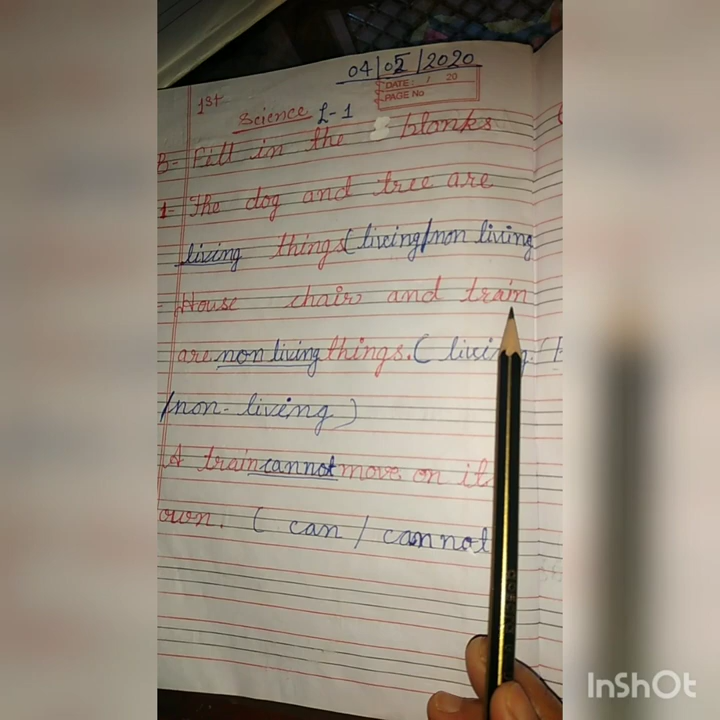 04/05/2020
DATE: / 20
PAGE No
1st
Science L-1
B- Fill in the blanks
1- The dog and tree are
living things (living/non living
House chair and train
are non living things. (living
/non-living)
A train cannot move on its
own. (can / cannot
InShOt